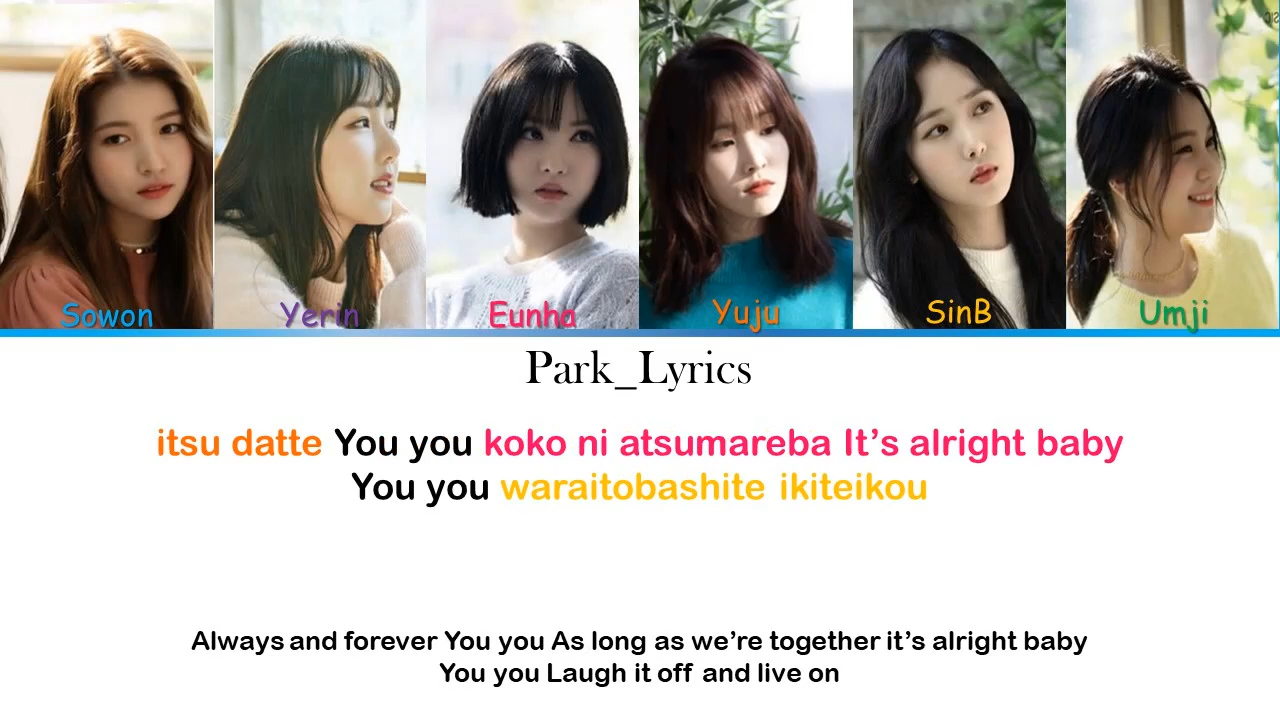 Sowon Yerin Eunha Yuju SinB Umji
Park_Lyrics
itsu datte You you koko ni atsumareba It’s alright baby
You you waraitobashite ikiteikou
Always and forever You you As long as we’re together it’s alright baby
You you Laugh it off and live on